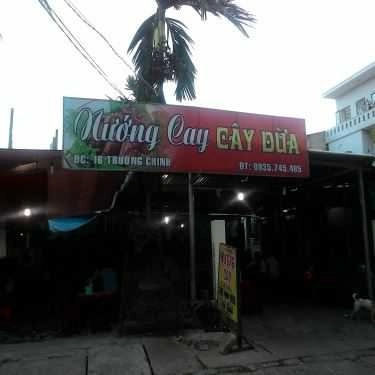 Nướng Cay CÂY DỪA
ĐC: 16 TRƯỜNG CHINH ĐT: 0935.745.465